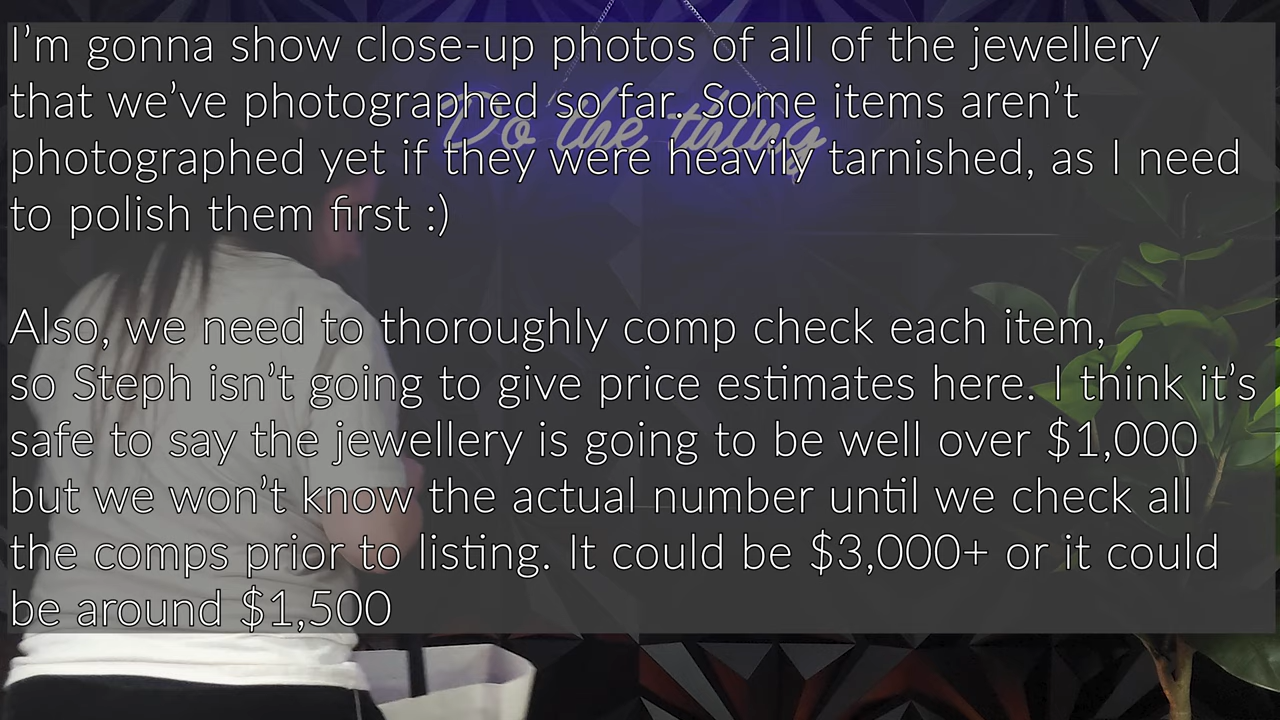 I'm gonna show close-up photos of all of the jewellery
that we've photographed so far. Some items aren't
photographed yet if they were heavily tarnished, as I need
to polish them first :)
Also, we need to thoroughly comp check each item,
so Steph isn't going to give price estimates here. I think it's
safe to say the jewellery is going to be well over $1,000
but we won't know the actual number until we check all
the comps prior to listing. It could be $3,000+ or it could
be around $1,500
Do the thing